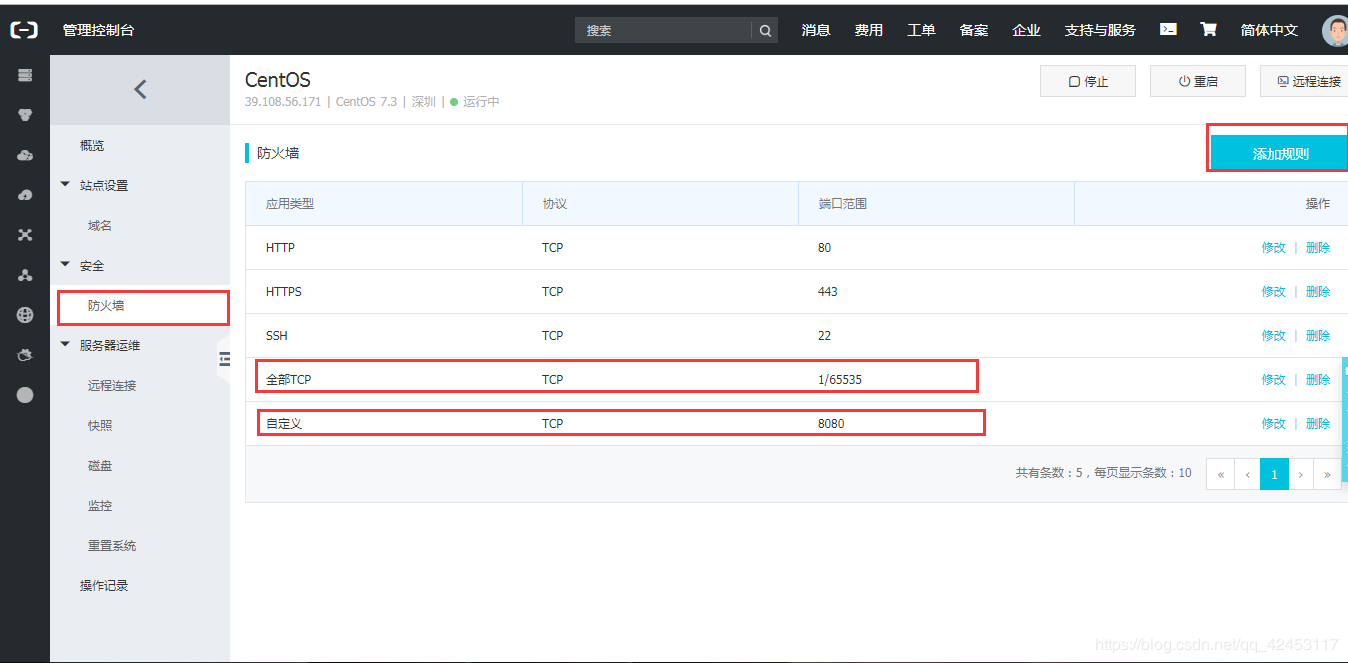 管理控制台 搜索 消息 费用 工单 备案 企业 支持与服务 简体中文
CentOS
39.108.56.171 | CentOS 7.3 | 深圳 | 运行中
停止 重启 远程连接
概览
站点设置
域名
安全
防火墙
服务器运维
远程连接
快照
磁盘
监控
重置系统
操作记录
防火墙
添加规则
应用类型 协议 端口范围 操作
HTTP TCP 80 修改 | 删除
HTTPS TCP 443 修改 | 删除
SSH TCP 22 修改 | 删除
全部TCP TCP 1/65535 修改 | 删除
自定义 TCP 8080 修改 | 删除
共有条数：5，每页显示条数：10 « ‹ 1 › »
https://blog.csdn.net/qq_42453117